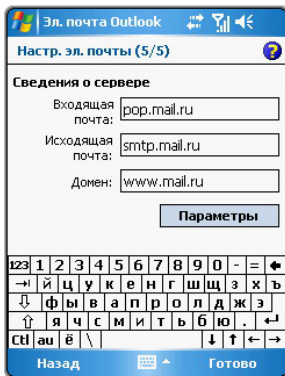 Эл. почта Outlook
Настр. эл. почты (5/5)
?
Сведения о сервере
Входящая почта: pop.mail.ru
Исходящая почта: smtp.mail.ru
Домен: www.mail.ru
Параметры
123 1 2 3 4 5 6 7 8 9 0 - =
й ц у к е н г ш щ з х ъ
ф ы в а п р о л д ж э
я ч с м и т ь б ю .
Ctl au ё \
Назад Готово